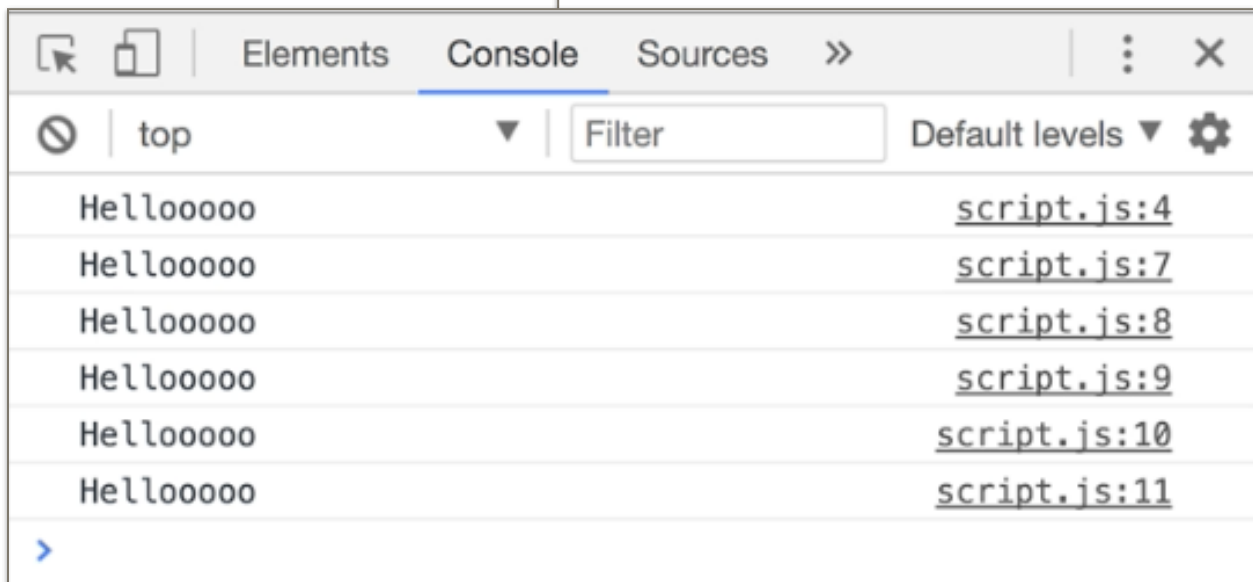 Elements Console Sources »
top ▼ Filter Default levels ▼
Hellooooo script.js:4
Hellooooo script.js:7
Hellooooo script.js:8
Hellooooo script.js:9
Hellooooo script.js:10
Hellooooo script.js:11